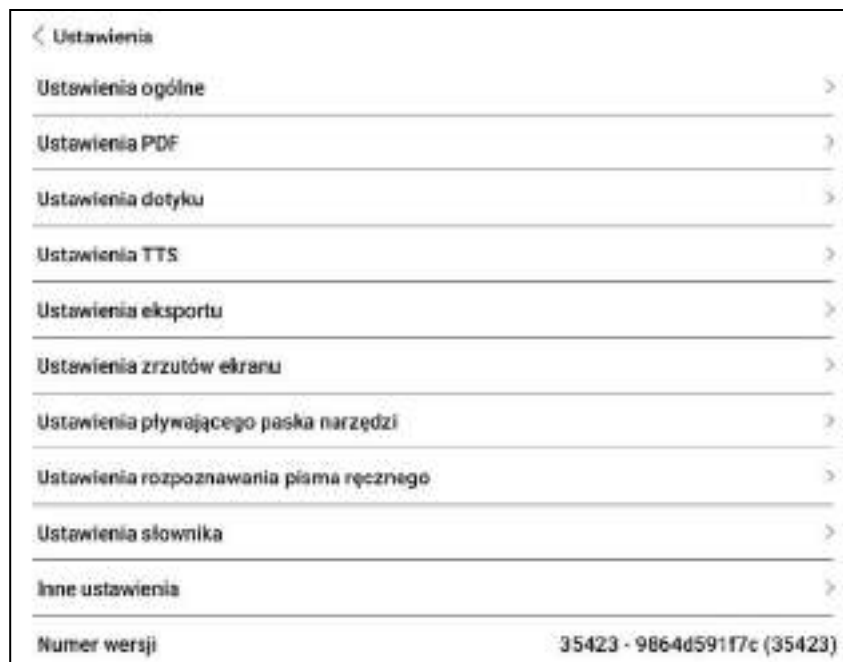 Ustawienia
Ustawienia ogólne
Ustawienia PDF
Ustawienia dotyku
Ustawienia TTS
Ustawienia eksportu
Ustawienia zrzutów ekranu
Ustawienia pływającego paska narzędzi
Ustawienia rozpoznawania pisma ręcznego
Ustawienia słownika
Inne ustawienia
Numer wersji 35423 - 9864d591f7c (35423)